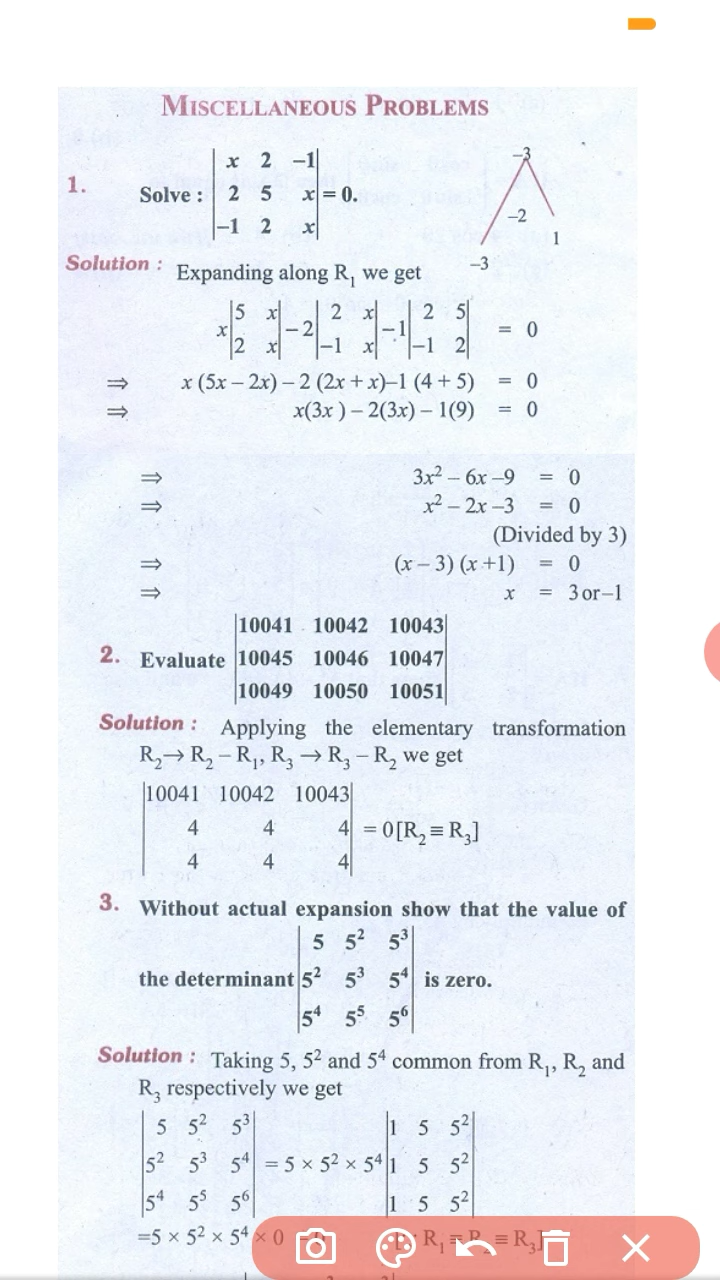 MISCELLANEOUS PROBLEMS
1. Solve : |x 2 −1|
|2 5 x| = 0.
|−1 2 x|
−3
−2
1
−3
Solution : Expanding along R₁ we get
x|5 x| − 2|2 x| − 1|2 5| = 0
|2 x| |−1 x| |−1 2|
⇒ x (5x – 2x) – 2 (2x + x)–1 (4 + 5) = 0
⇒ x(3x ) – 2(3x) – 1(9) = 0
⇒ 3x² – 6x –9 = 0
⇒ x² – 2x –3 = 0
(Divided by 3)
⇒ (x – 3) (x +1) = 0
⇒ x = 3 or –1
|10041 10042 10043|
2. Evaluate |10045 10046 10047|
|10049 10050 10051|
Solution : Applying the elementary transformation
R₂→ R₂ – R₁, R₃ → R₃ – R₂ we get
|10041 10042 10043|
|4 4 4| = 0[R₂ ≡ R₃]
|4 4 4|
3. Without actual expansion show that the value of
|5 5² 5³|
the determinant |5² 5³ 5⁴| is zero.
|5⁴ 5⁵ 5⁶|
Solution : Taking 5, 5² and 5⁴ common from R₁, R₂ and
R₃ respectively we get
|5 5² 5³| |1 5 5²|
|5² 5³ 5⁴| = 5 × 5² × 5⁴ |1 5 5²|
|5⁴ 5⁵ 5⁶| |1 5 5²|
=5 × 5² × 5⁴ × 0 R₁ ≡ R ≡ R₃]